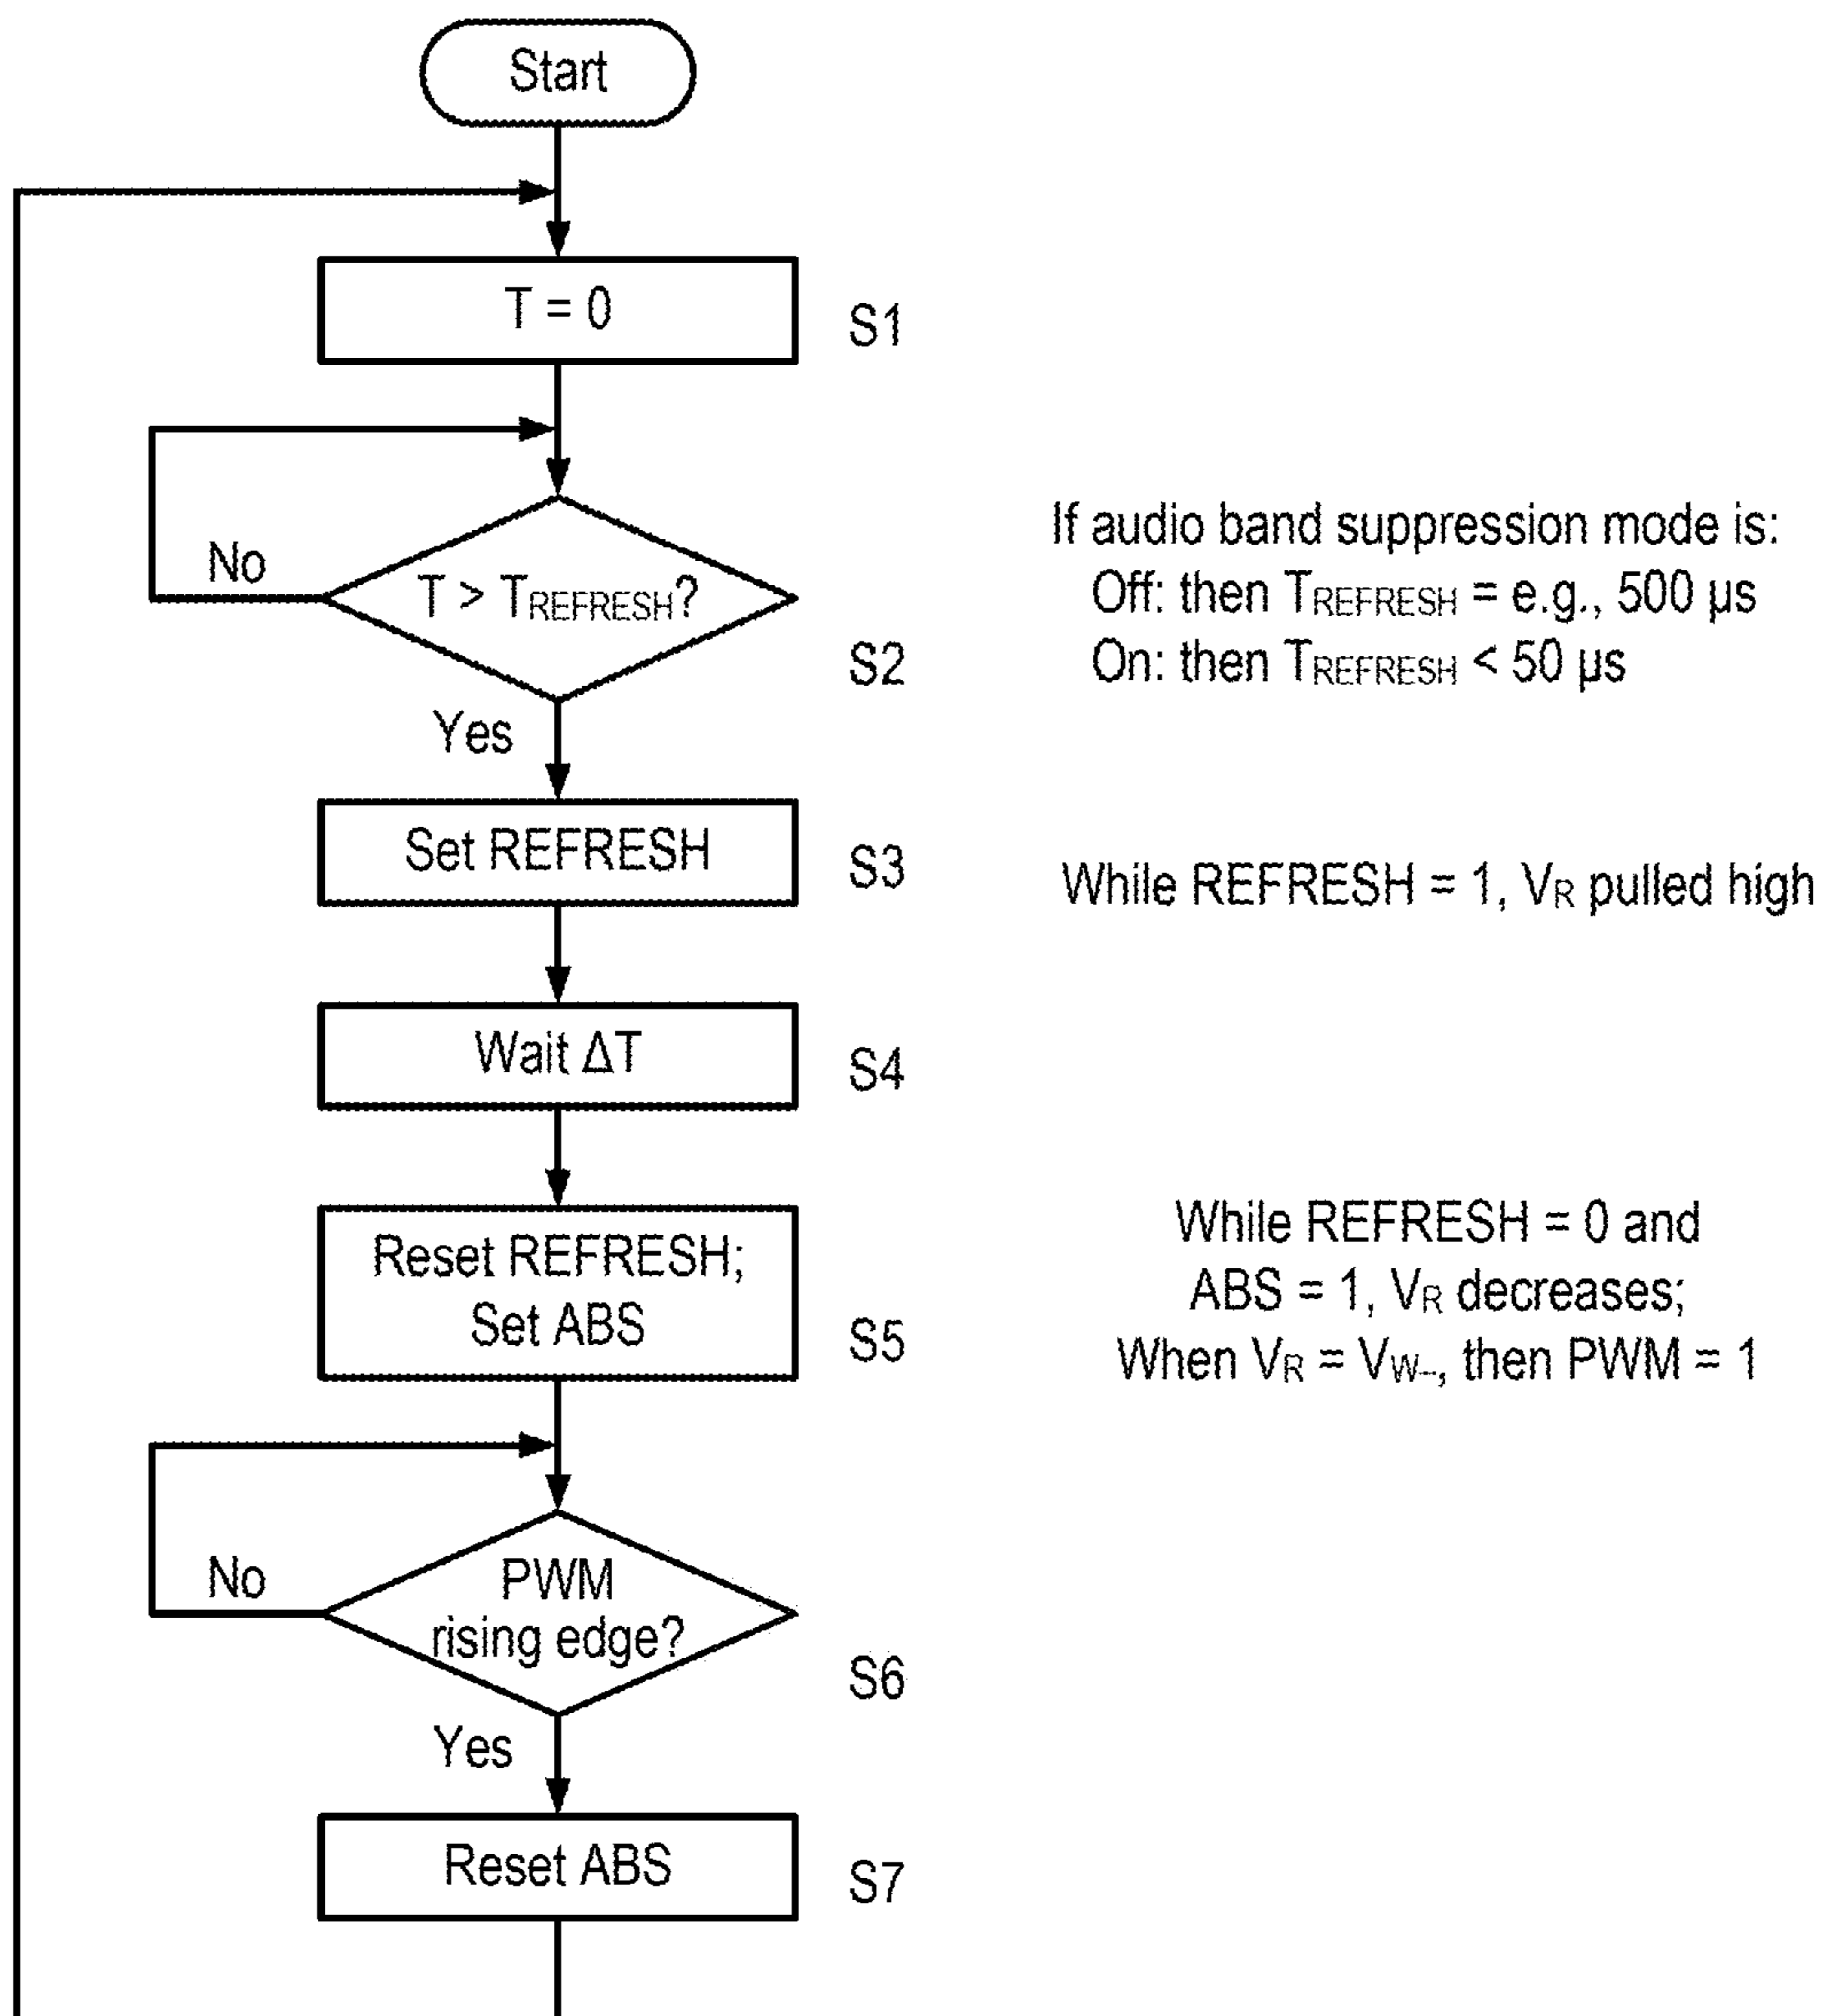 Start
T = 0
S1
No
T > TREFRESH?
S2
If audio band suppression mode is:
Off: then TREFRESH = e.g., 500 µs
On: then TREFRESH < 50 µs
Yes
Set REFRESH
S3
While REFRESH = 1, VR pulled high
Wait ΔT
S4
Reset REFRESH;
Set ABS
S5
While REFRESH = 0 and
ABS = 1, VR decreases;
When VR = VW–, then PWM = 1
No
PWM
rising edge?
S6
Yes
Reset ABS
S7